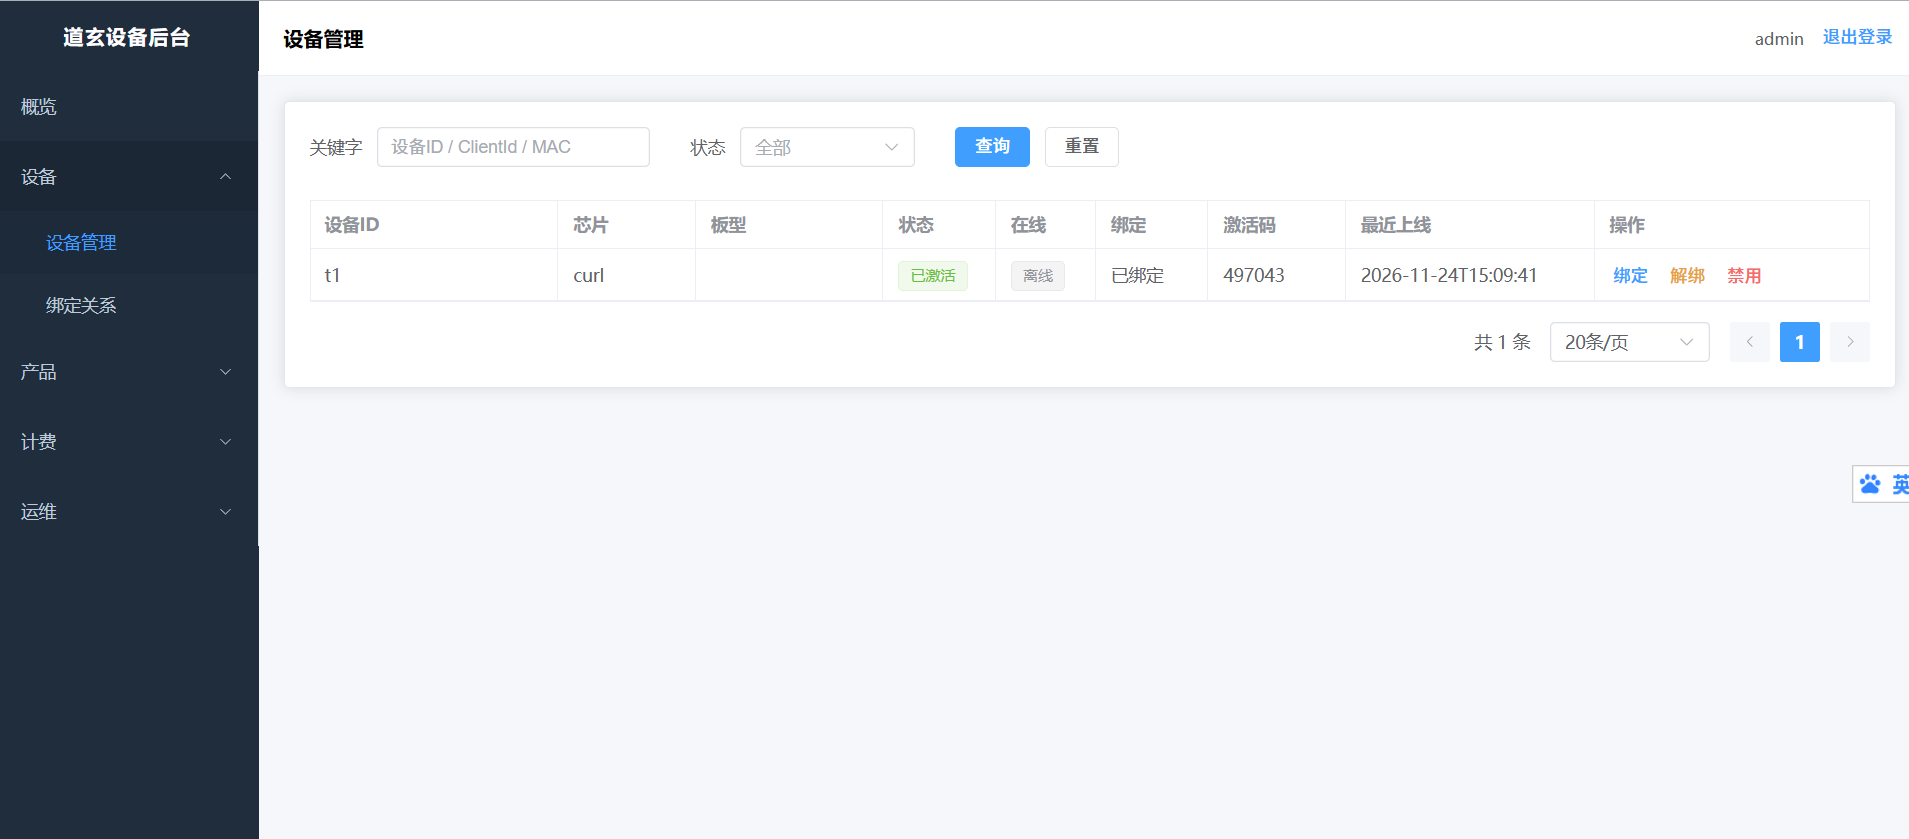 道玄设备后台
设备管理
admin 退出登录
概览
设备
设备管理
绑定关系
产品
计费
运维
关键字 设备ID / ClientId / MAC 状态 全部 查询 重置
设备ID 芯片 板型 状态 在线 绑定 激活码 最近上线 操作
t1 curl 已激活 离线 已绑定 497043 2026-11-24T15:09:41 绑定 解绑 禁用
共 1 条 20条/页 1
英